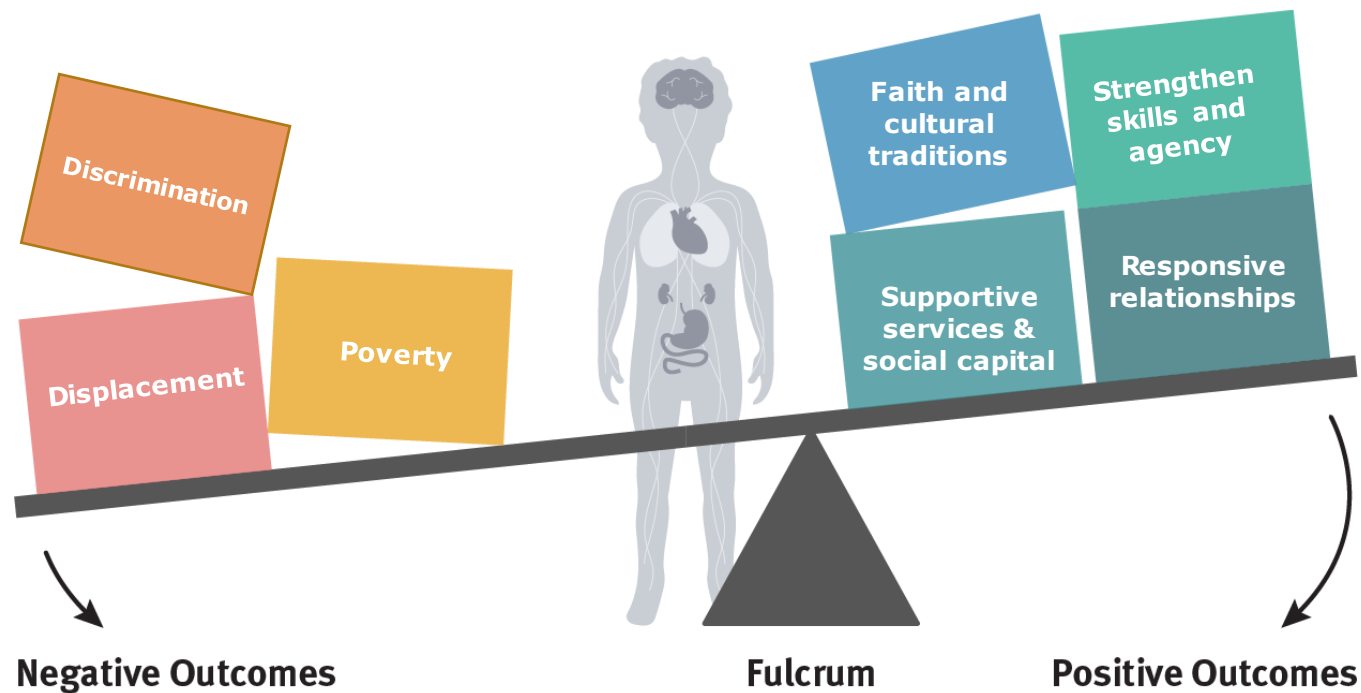 Discrimination
Displacement
Poverty
Faith and
cultural
traditions
Strengthen
skills and
agency
Supportive
services &
social capital
Responsive
relationships
Negative Outcomes
Fulcrum
Positive Outcomes